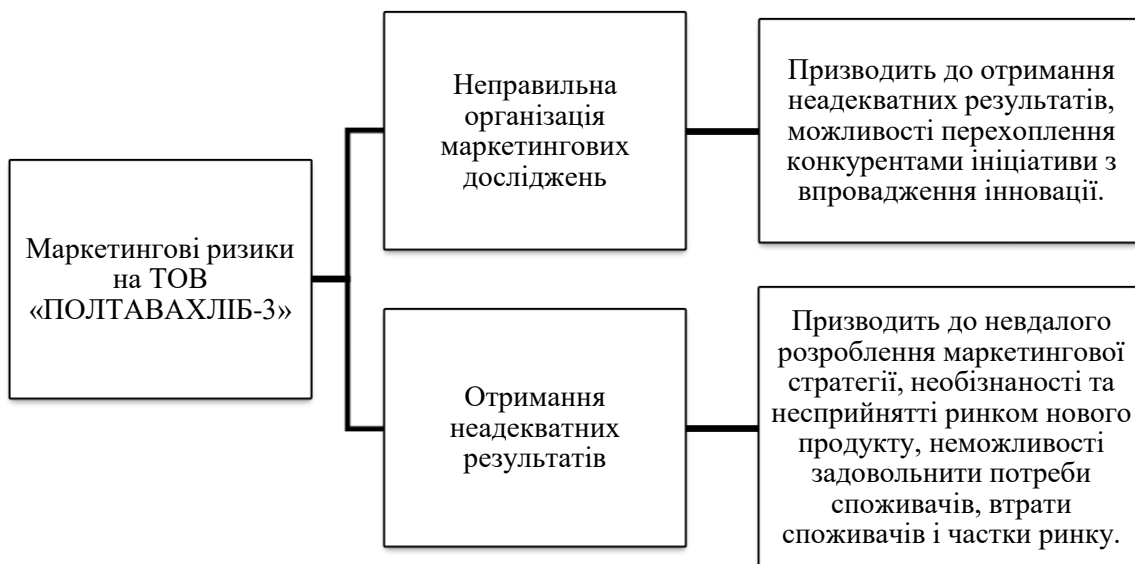 Маркетингові ризики
на ТОВ
«ПОЛТАВАХЛІБ-3»
Неправильна
організація
маркетингових
досліджень
Призводить до отримання
неадекватних результатів,
можливості перехоплення
конкурентами ініціативи з
впровадження інновації.
Отримання
неадекватних
результатів
Призводить до невдалого
розроблення маркетингової
стратегії, необізнаності та
несприйнятті ринком нового
продукту, неможливості
задовольнити потреби
споживачів, втрати
споживачів і частки ринку.